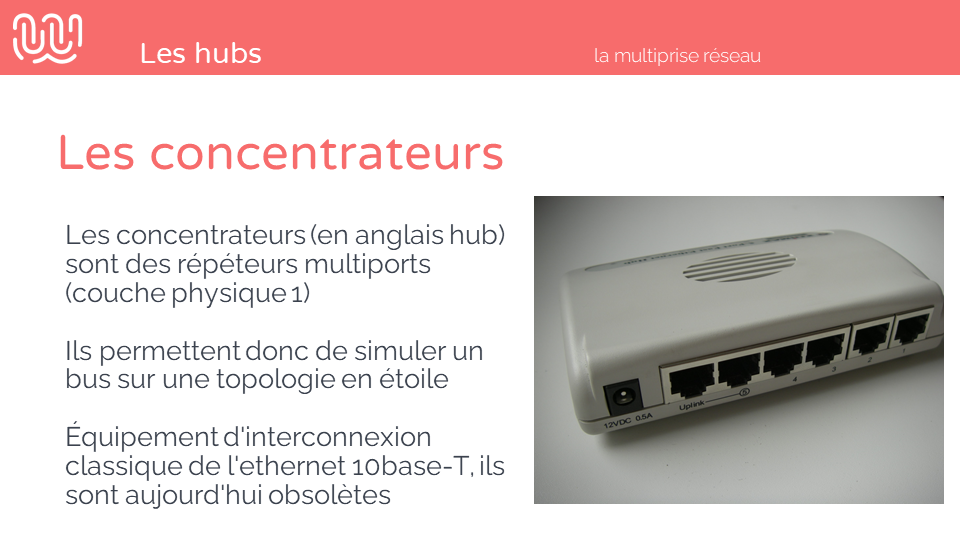 Les hubs
la multiprise réseau
Les concentrateurs
Les concentrateurs (en anglais hub)
sont des répéteurs multiports
(couche physique 1)
Ils permettent donc de simuler un
bus sur une topologie en étoile
Équipement d'interconnexion
classique de l'ethernet 10base-T, ils
sont aujourd'hui obsolètes
12VDC 0.5A
Uplink
5
4
3
2
1